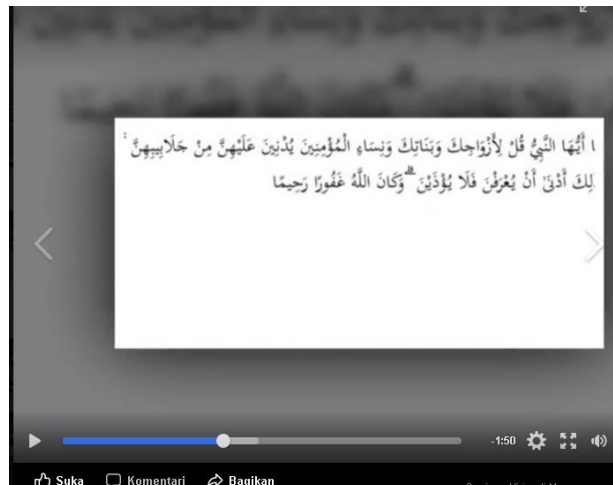 ا أَيُّهَا النَّبِيُّ قُلْ لِأَزْوَاجِكَ وَبَنَاتِكَ وَنِسَاءِ الْمُؤْمِنِينَ يُدْنِينَ عَلَيْهِنَّ مِنْ جَلَابِيبِهِنَّ ۚ
لِكَ أَدْنَىٰ أَنْ يُعْرَفْنَ فَلَا يُؤْذَيْنَ ۗ وَكَانَ اللَّهُ غَفُورًا رَحِيمًا
-1:50
Suka Komentari Bagikan